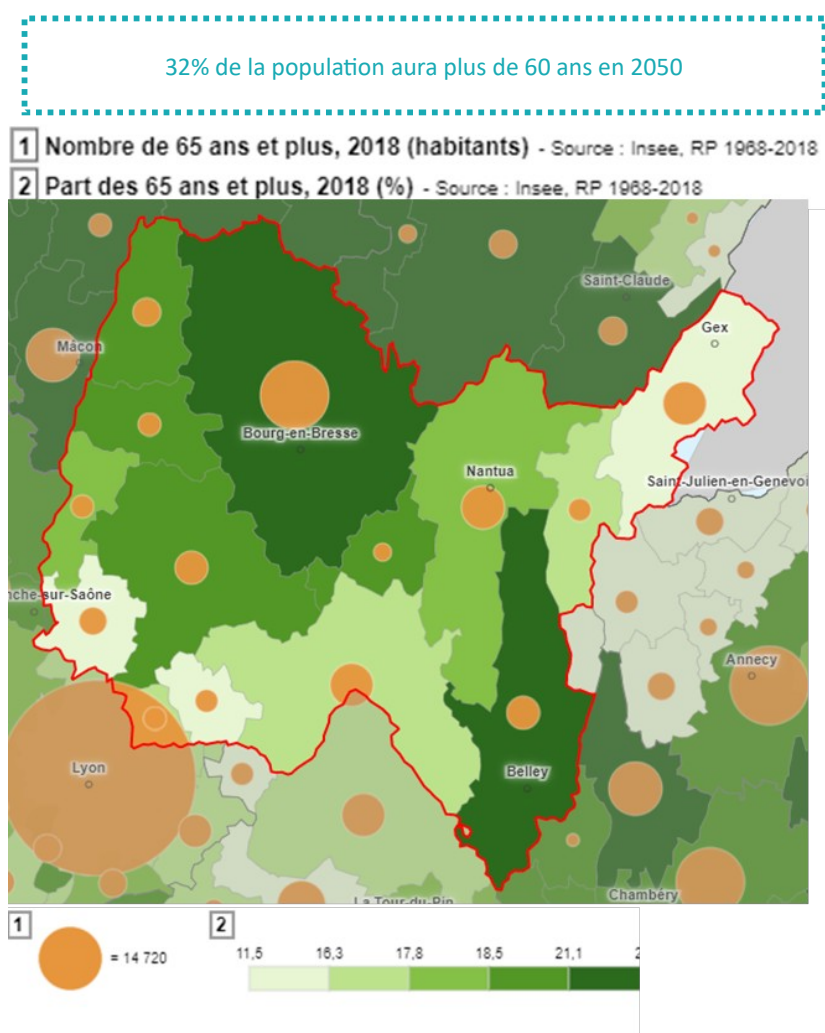 32% de la population aura plus de 60 ans en 2050
1 Nombre de 65 ans et plus, 2018 (habitants) - Source : Insee, RP 1968-2018
2 Part des 65 ans et plus, 2018 (%) - Source : Insee, RP 1968-2018
Saint-Claude
Gex
Mâcon
Bourg-en-Bresse
Nantua
Saint-Julien-en-Genevoi
nche-sur-Saône
Annecy
Lyon
Belley
Chambéry
La Tour-du-Pin
1
2
= 14 720
11,5 16,3 17,8 18,5 21,1 2